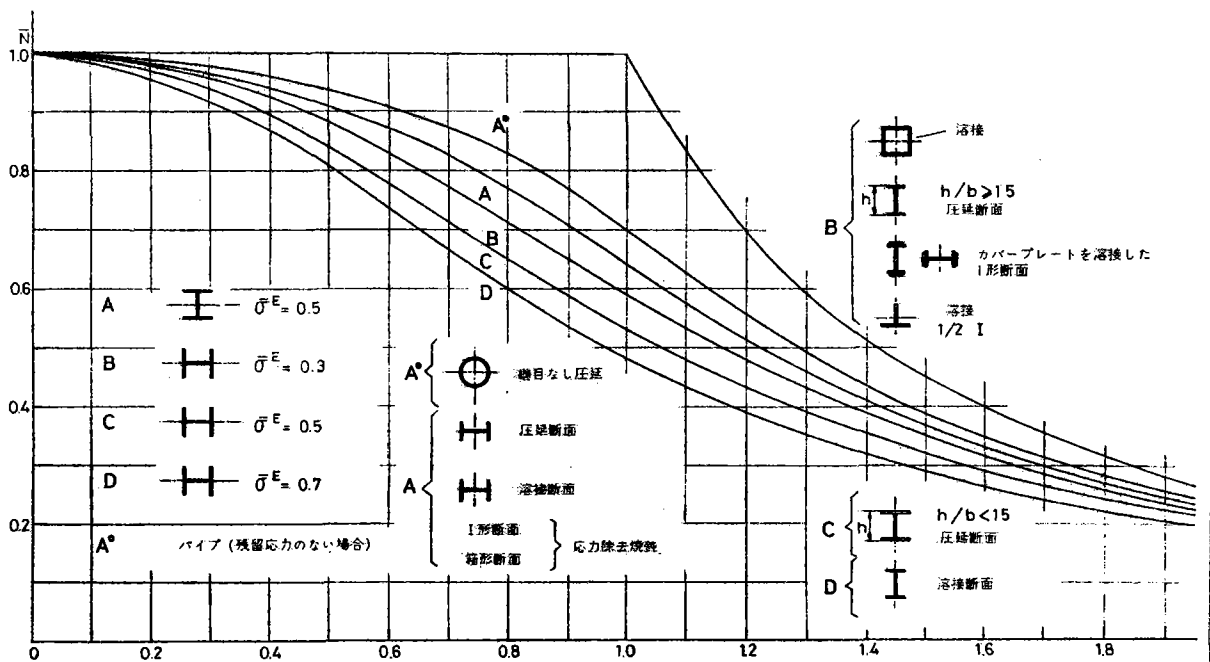 N̄
1.0
0.8
0.6
0.4
0.2
0
0.2
0.4
0.6
0.8
1.0
1.2
1.4
1.6
1.8
A°
A
B
C
D
A
σ̄ᴱ= 0.5
B
σ̄ᴱ= 0.3
C
σ̄ᴱ= 0.5
D
σ̄ᴱ= 0.7
A°
パイプ (残留応力のない場合)
A°
継目なし圧延
A
圧延断面
溶接断面
I形断面
箱形断面
応力除去焼鈍
B
溶接
h
h/b⩾15
圧延断面
カバープレートを溶接した
I形断面
溶接
1/2 I
C
h
h/b<15
圧延断面
D
溶接断面